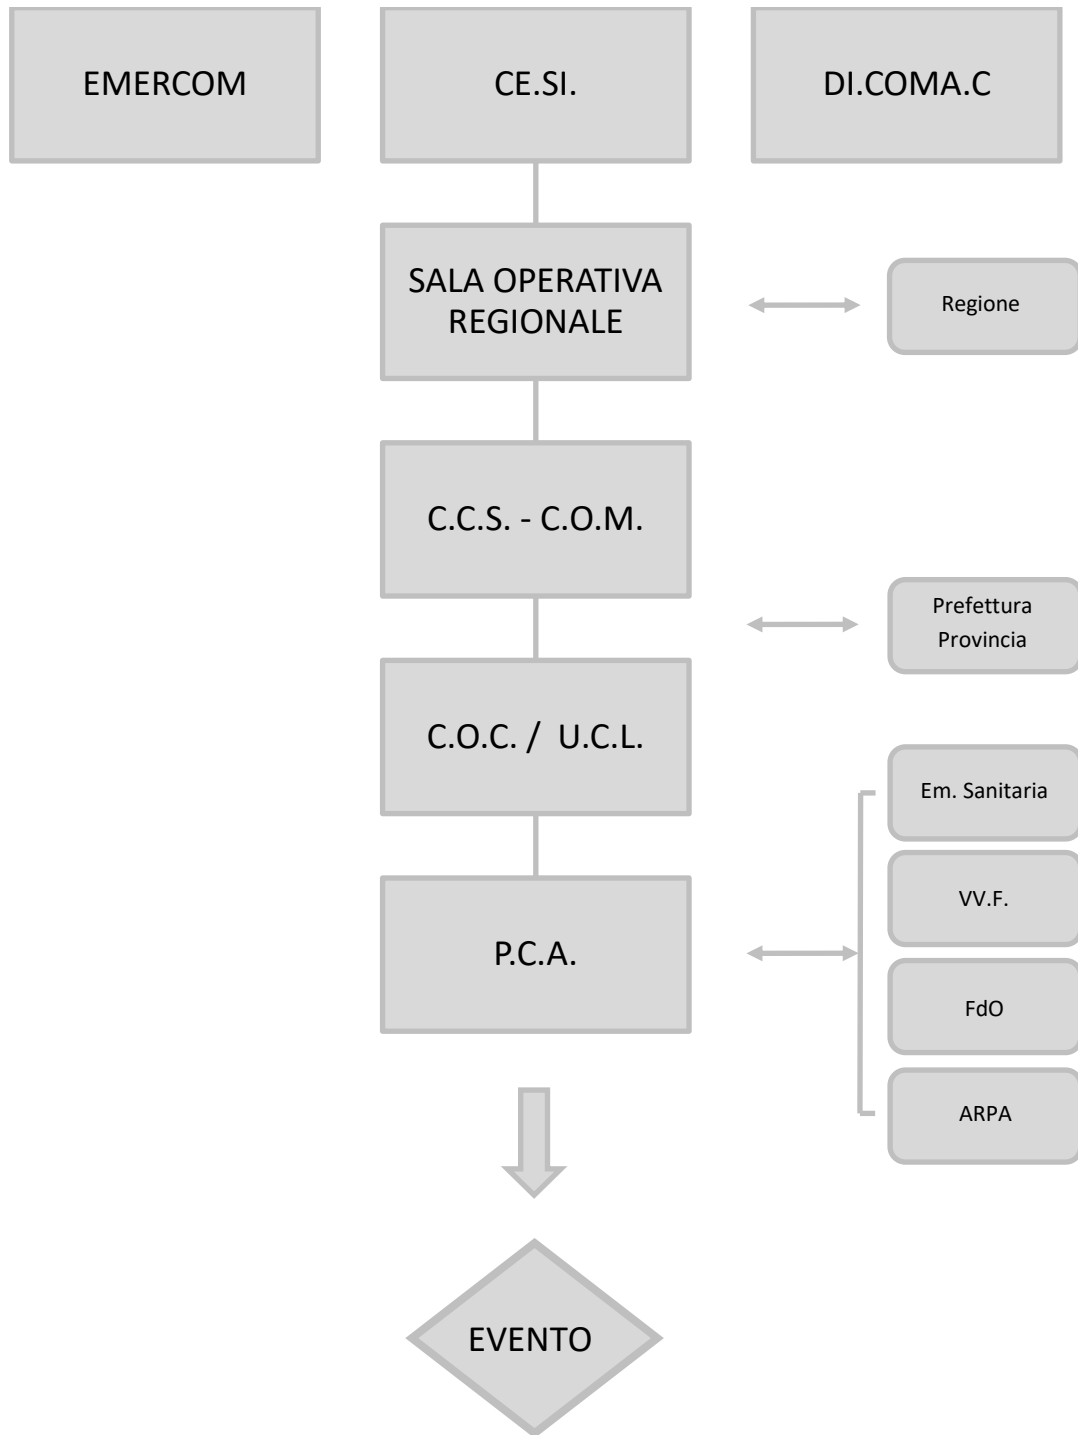 EMERCOM
CE.SI.
DI.COMA.C
SALA OPERATIVA
REGIONALE
Regione
C.C.S. - C.O.M.
Prefettura
Provincia
C.O.C. / U.C.L.
Em. Sanitaria
VV.F.
P.C.A.
FdO
ARPA
EVENTO